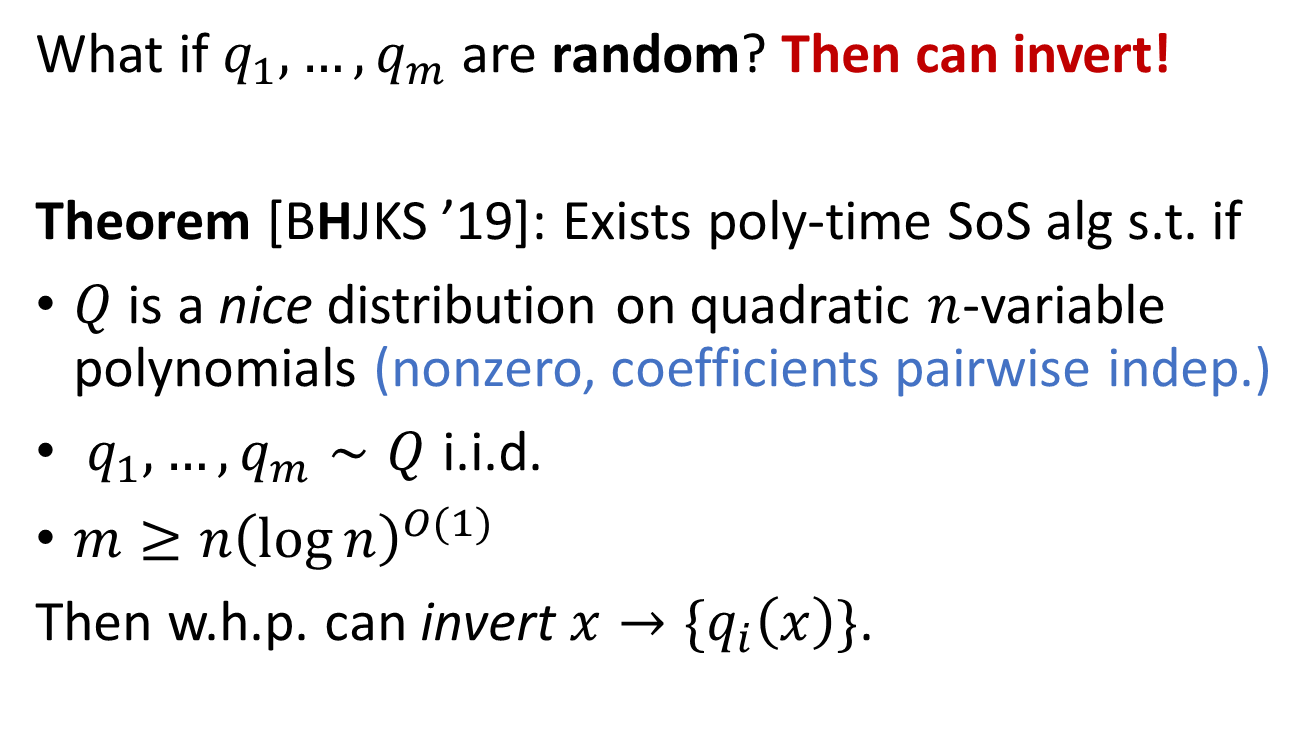 What if q₁, … , qₘ are random? Then can invert!
Theorem [BHJKS ’19]: Exists poly-time SoS alg s.t. if
• Q is a nice distribution on quadratic n-variable
polynomials (nonzero, coefficients pairwise indep.)
• q₁, … , qₘ ~ Q i.i.d.
• m ≥ n(log n)^{O(1)}
Then w.h.p. can invert x → {qᵢ(x)}.